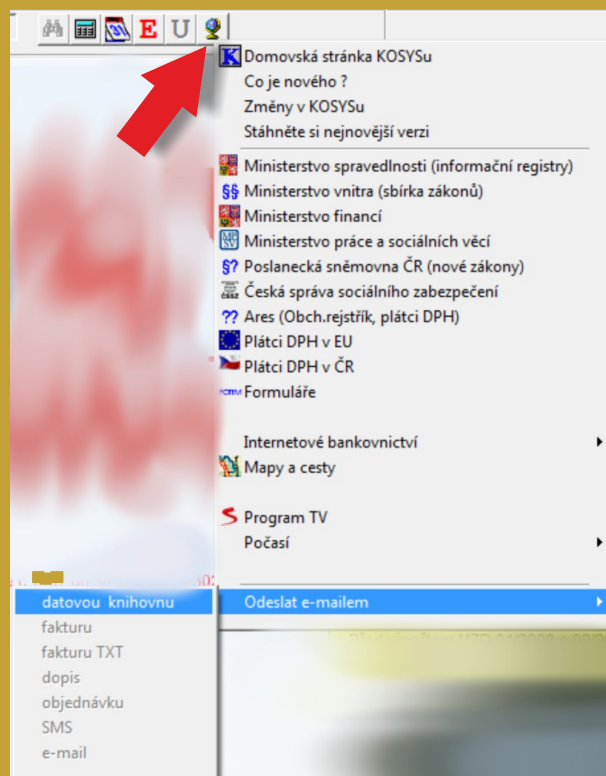 31 E U
K Domovská stránka KOSYSu
Co je nového ?
Změny v KOSYSu
Stáhněte si nejnovější verzi
Ministerstvo spravedlnosti (informační registry)
§§ Ministerstvo vnitra (sbírka zákonů)
Ministerstvo financí
Ministerstvo práce a sociálních věcí
§? Poslanecká sněmovna ČR (nové zákony)
ČSSZ Česká správa sociálního zabezpečení
?? Ares (Obch.rejstřík, plátci DPH)
Plátci DPH v EU
Plátci DPH v ČR
FORM Formuláře
Internetové bankovnictví
Mapy a cesty
S Program TV
Počasí
Odeslat e-mailem
datovou knihovnu
fakturu
fakturu TXT
dopis
objednávku
SMS
e-mail